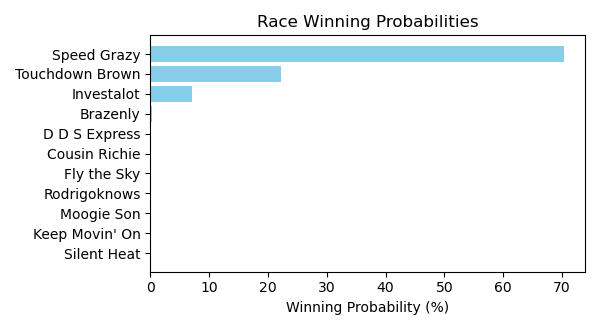 Race Winning Probabilities
Speed Grazy
Touchdown Brown
Investalot
Brazenly
D D S Express
Cousin Richie
Fly the Sky
Rodrigoknows
Moogie Son
Keep Movin' On
Silent Heat
0 10 20 30 40 50 60 70
Winning Probability (%)